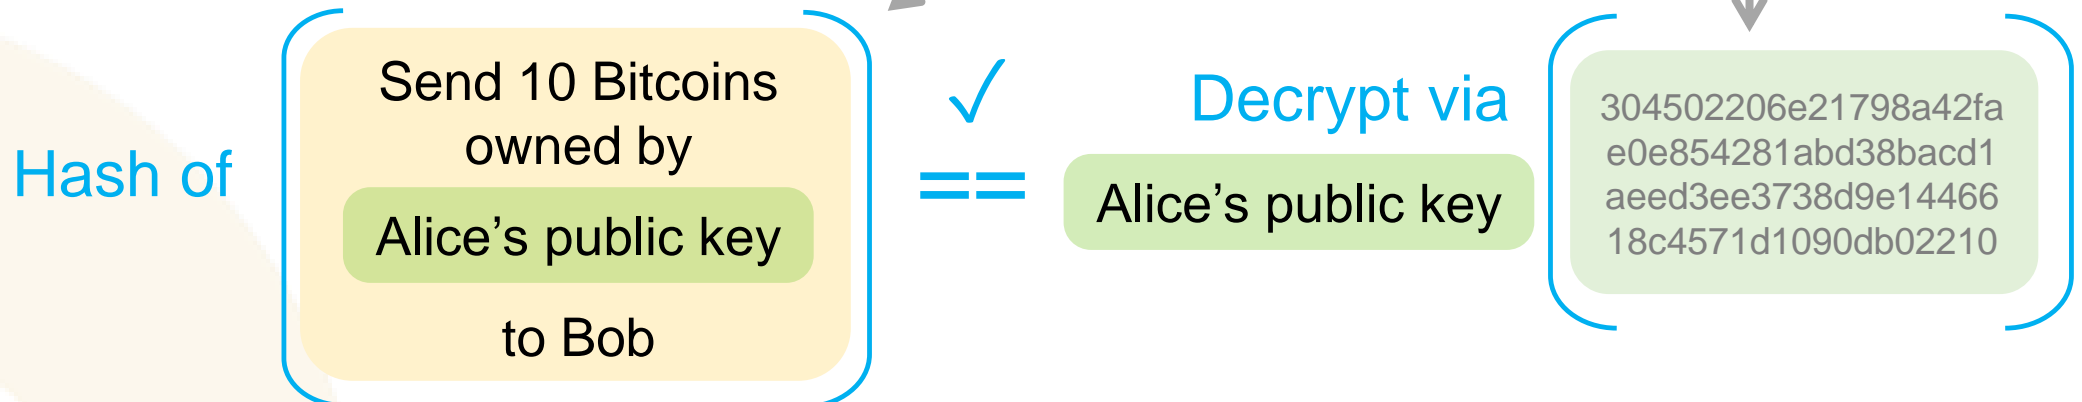 Hash of
Send 10 Bitcoins
owned by
Alice’s public key
to Bob
✓
==
Decrypt via
Alice’s public key
304502206e21798a42fa
e0e854281abd38bacd1
aeed3ee3738d9e14466
18c4571d1090db02210